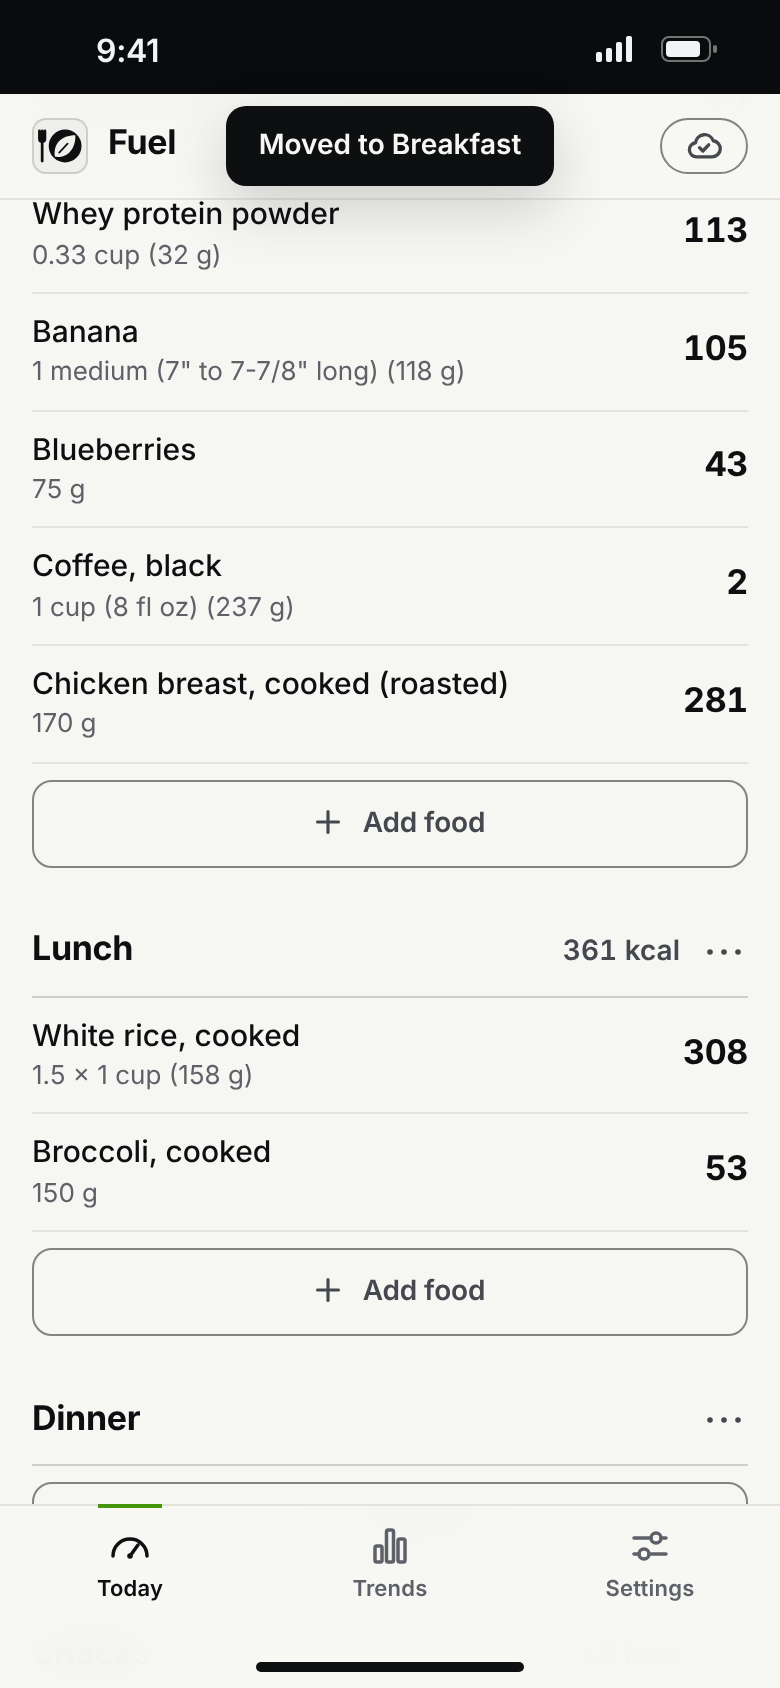 9:41
Fuel
Moved to Breakfast
Whey protein powder
113
0.33 cup (32 g)
Banana
105
1 medium (7" to 7-7/8" long) (118 g)
Blueberries
43
75 g
Coffee, black
2
1 cup (8 fl oz) (237 g)
Chicken breast, cooked (roasted)
281
170 g
+ Add food
Lunch
361 kcal
White rice, cooked
308
1.5 × 1 cup (158 g)
Broccoli, cooked
53
150 g
+ Add food
Dinner
Today
Trends
Settings
Snacks